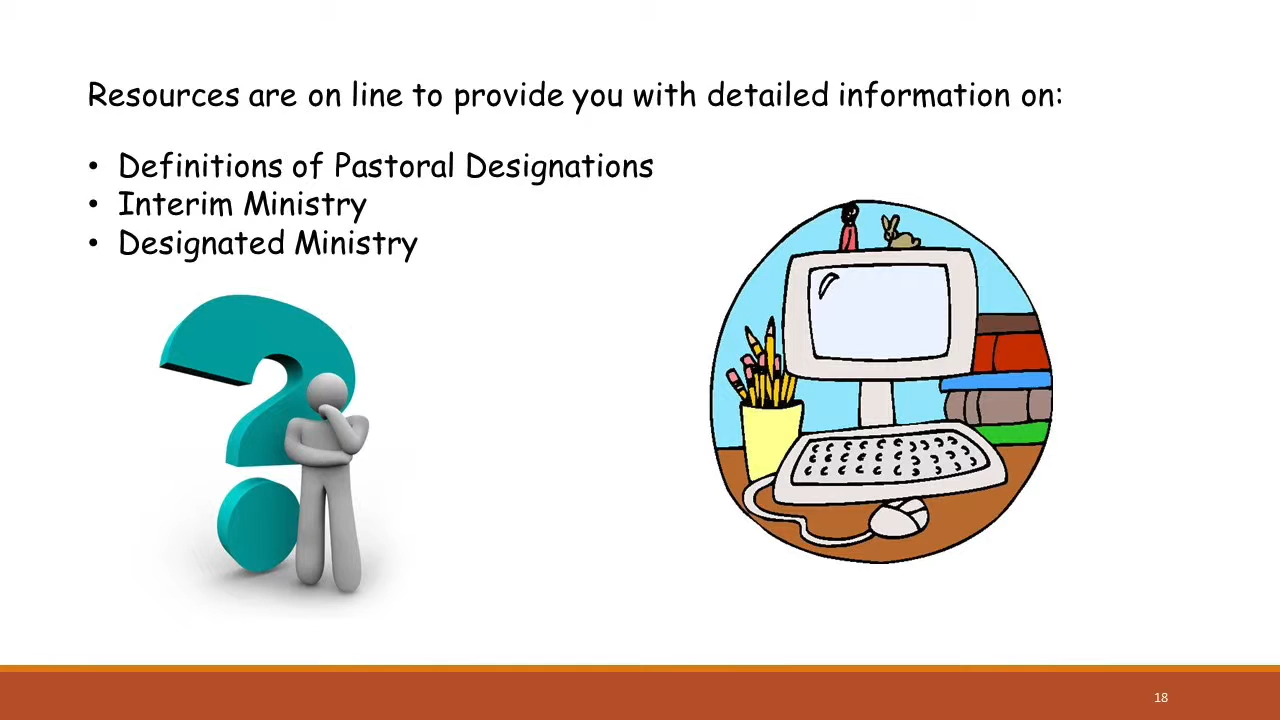 Resources are on line to provide you with detailed information on:
• Definitions of Pastoral Designations
• Interim Ministry
• Designated Ministry
18